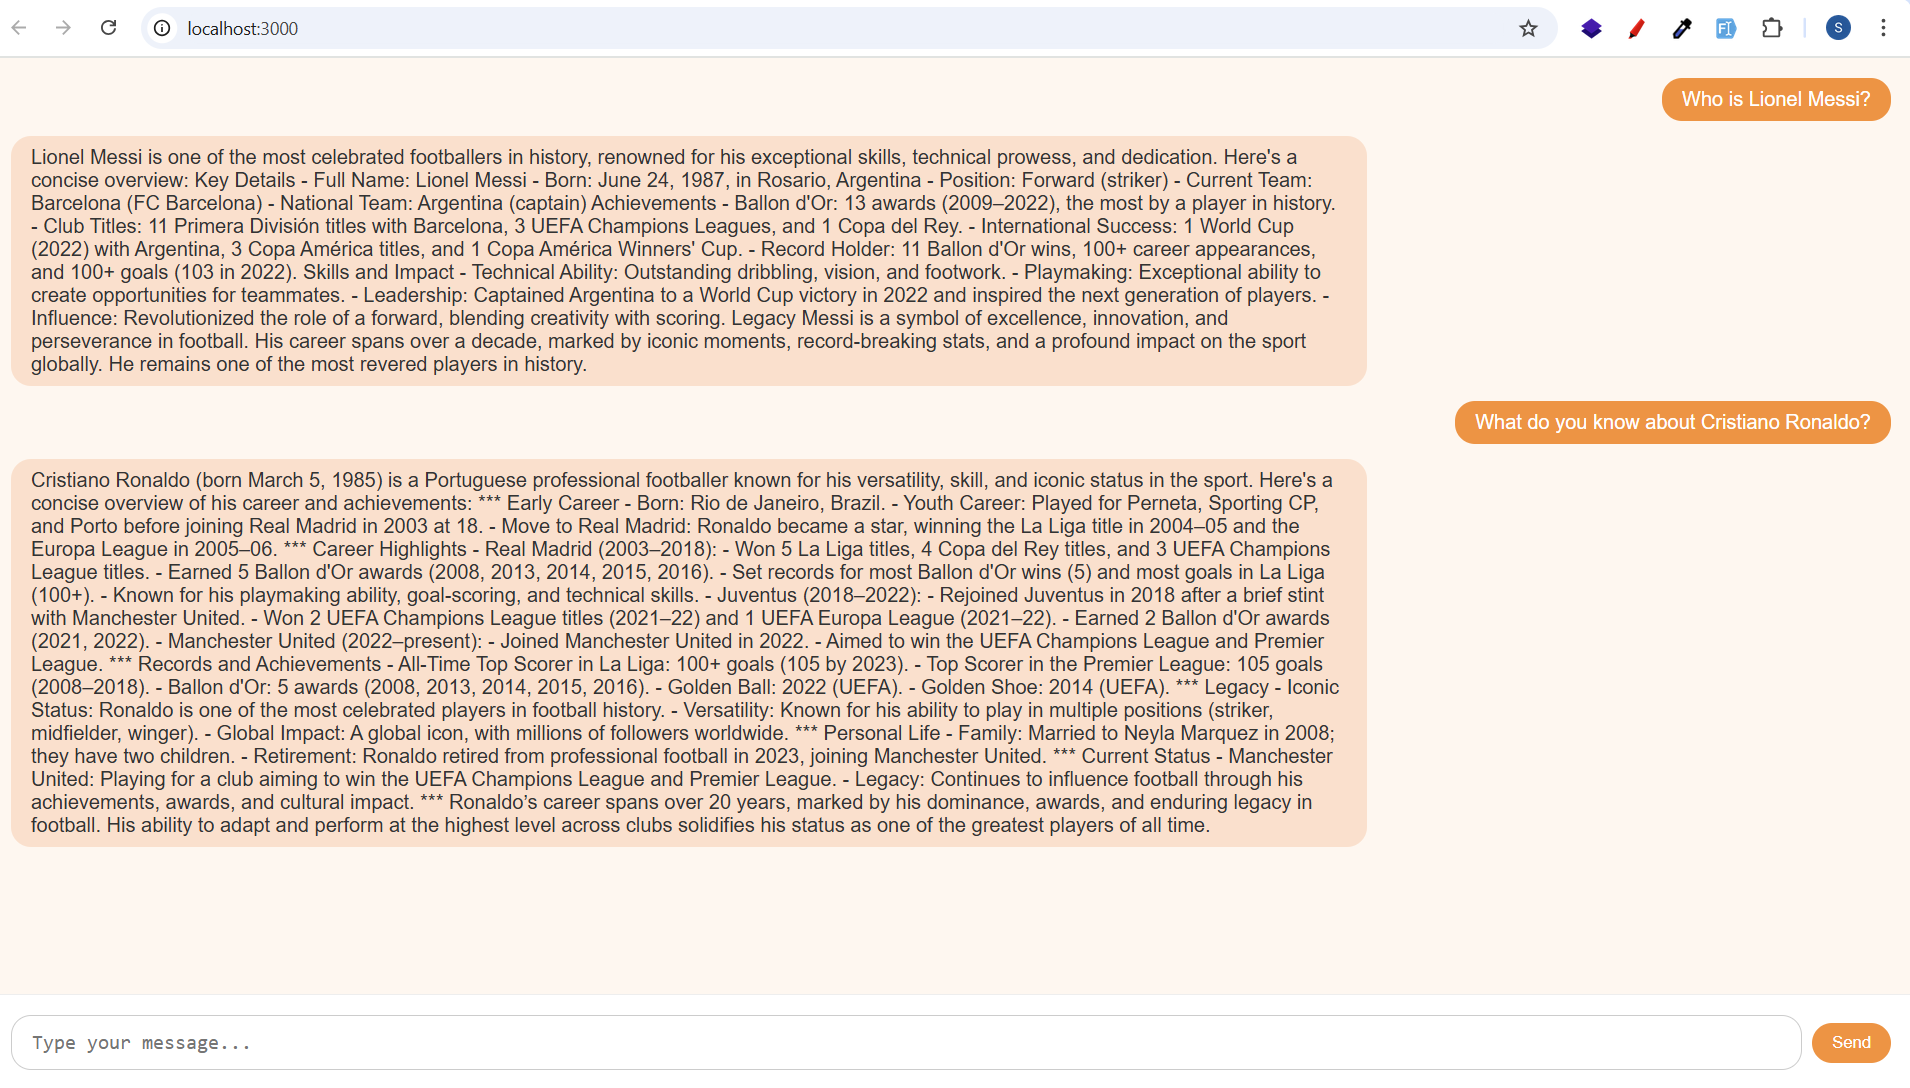 localhost:3000
S
Who is Lionel Messi?
Lionel Messi is one of the most celebrated footballers in history, renowned for his exceptional skills, technical prowess, and dedication. Here's a
concise overview: Key Details - Full Name: Lionel Messi - Born: June 24, 1987, in Rosario, Argentina - Position: Forward (striker) - Current Team:
Barcelona (FC Barcelona) - National Team: Argentina (captain) Achievements - Ballon d'Or: 13 awards (2009–2022), the most by a player in history.
- Club Titles: 11 Primera División titles with Barcelona, 3 UEFA Champions Leagues, and 1 Copa del Rey. - International Success: 1 World Cup
(2022) with Argentina, 3 Copa América titles, and 1 Copa América Winners' Cup. - Record Holder: 11 Ballon d'Or wins, 100+ career appearances,
and 100+ goals (103 in 2022). Skills and Impact - Technical Ability: Outstanding dribbling, vision, and footwork. - Playmaking: Exceptional ability to
create opportunities for teammates. - Leadership: Captained Argentina to a World Cup victory in 2022 and inspired the next generation of players. -
Influence: Revolutionized the role of a forward, blending creativity with scoring. Legacy Messi is a symbol of excellence, innovation, and
perseverance in football. His career spans over a decade, marked by iconic moments, record-breaking stats, and a profound impact on the sport
globally. He remains one of the most revered players in history.
What do you know about Cristiano Ronaldo?
Cristiano Ronaldo (born March 5, 1985) is a Portuguese professional footballer known for his versatility, skill, and iconic status in the sport. Here's a
concise overview of his career and achievements: *** Early Career - Born: Rio de Janeiro, Brazil. - Youth Career: Played for Perneta, Sporting CP,
and Porto before joining Real Madrid in 2003 at 18. - Move to Real Madrid: Ronaldo became a star, winning the La Liga title in 2004–05 and the
Europa League in 2005–06. *** Career Highlights - Real Madrid (2003–2018): - Won 5 La Liga titles, 4 Copa del Rey titles, and 3 UEFA Champions
League titles. - Earned 5 Ballon d'Or awards (2008, 2013, 2014, 2015, 2016). - Set records for most Ballon d'Or wins (5) and most goals in La Liga
(100+). - Known for his playmaking ability, goal-scoring, and technical skills. - Juventus (2018–2022): - Rejoined Juventus in 2018 after a brief stint
with Manchester United. - Won 2 UEFA Champions League titles (2021–22) and 1 UEFA Europa League (2021–22). - Earned 2 Ballon d'Or awards
(2021, 2022). - Manchester United (2022–present): - Joined Manchester United in 2022. - Aimed to win the UEFA Champions League and Premier
League. *** Records and Achievements - All-Time Top Scorer in La Liga: 100+ goals (105 by 2023). - Top Scorer in the Premier League: 105 goals
(2008–2018). - Ballon d'Or: 5 awards (2008, 2013, 2014, 2015, 2016). - Golden Ball: 2022 (UEFA). - Golden Shoe: 2014 (UEFA). *** Legacy - Iconic
Status: Ronaldo is one of the most celebrated players in football history. - Versatility: Known for his ability to play in multiple positions (striker,
midfielder, winger). - Global Impact: A global icon, with millions of followers worldwide. *** Personal Life - Family: Married to Neyla Marquez in 2008;
they have two children. - Retirement: Ronaldo retired from professional football in 2023, joining Manchester United. *** Current Status - Manchester
United: Playing for a club aiming to win the UEFA Champions League and Premier League. - Legacy: Continues to influence football through his
achievements, awards, and cultural impact. *** Ronaldo’s career spans over 20 years, marked by his dominance, awards, and enduring legacy in
football. His ability to adapt and perform at the highest level across clubs solidifies his status as one of the greatest players of all time.
Type your message...
Send